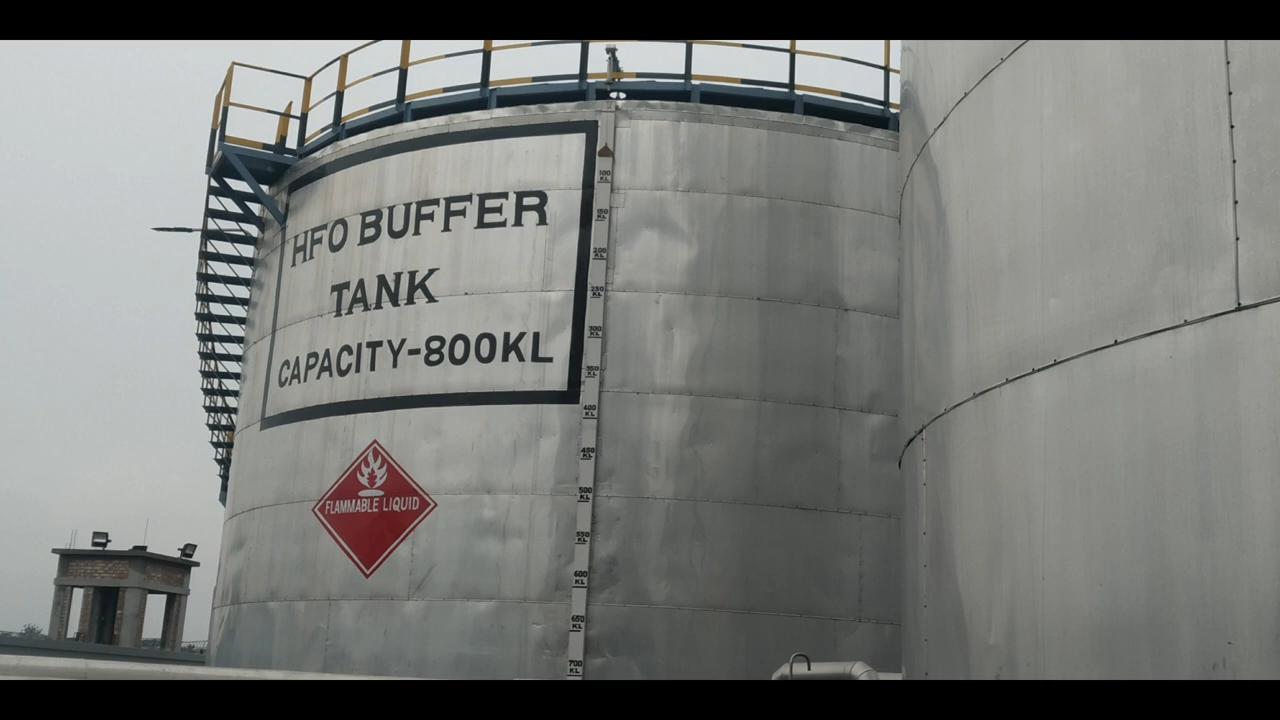 HFO BUFFER
TANK
CAPACITY-800KL
FLAMMABLE LIQUID
100
KL
150
KL
200
KL
250
KL
300
KL
350
KL
400
KL
450
KL
500
KL
550
KL
600
KL
650
KL
700
KL